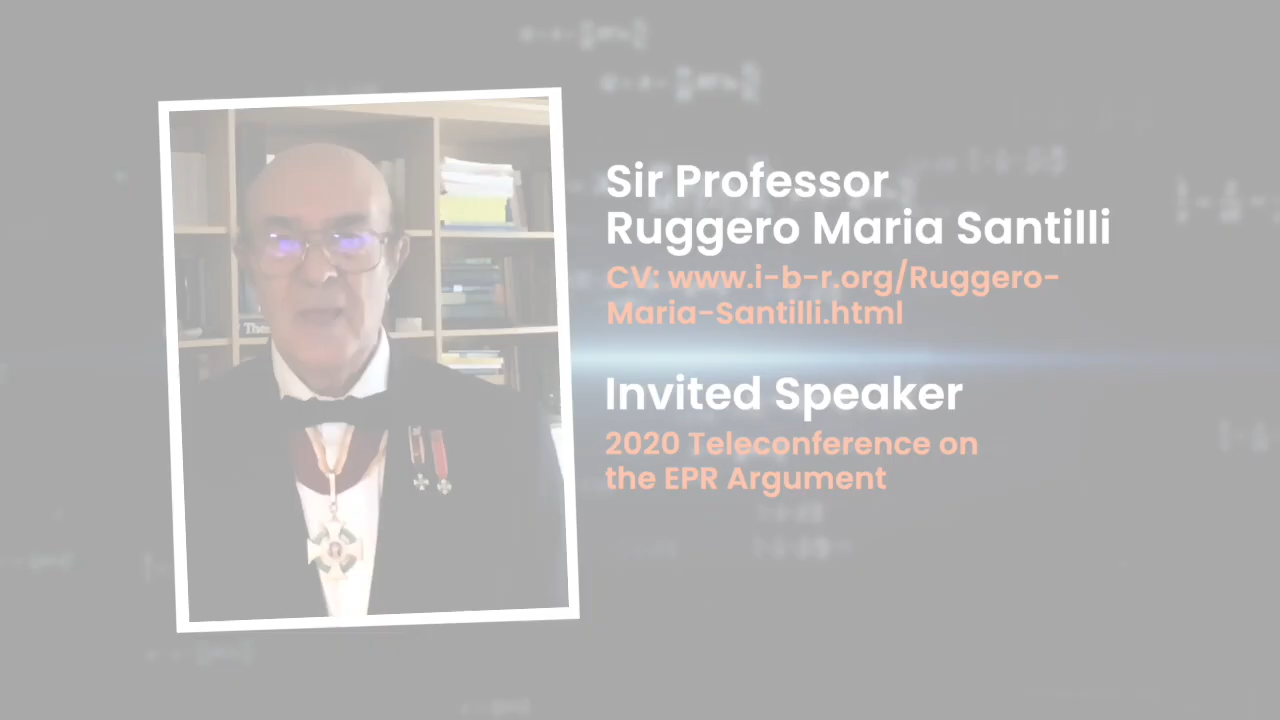 Sir Professor
Ruggero Maria Santilli
CV: www.i-b-r.org/Ruggero-
Maria-Santilli.html
Invited Speaker
2020 Teleconference on
the EPR Argument